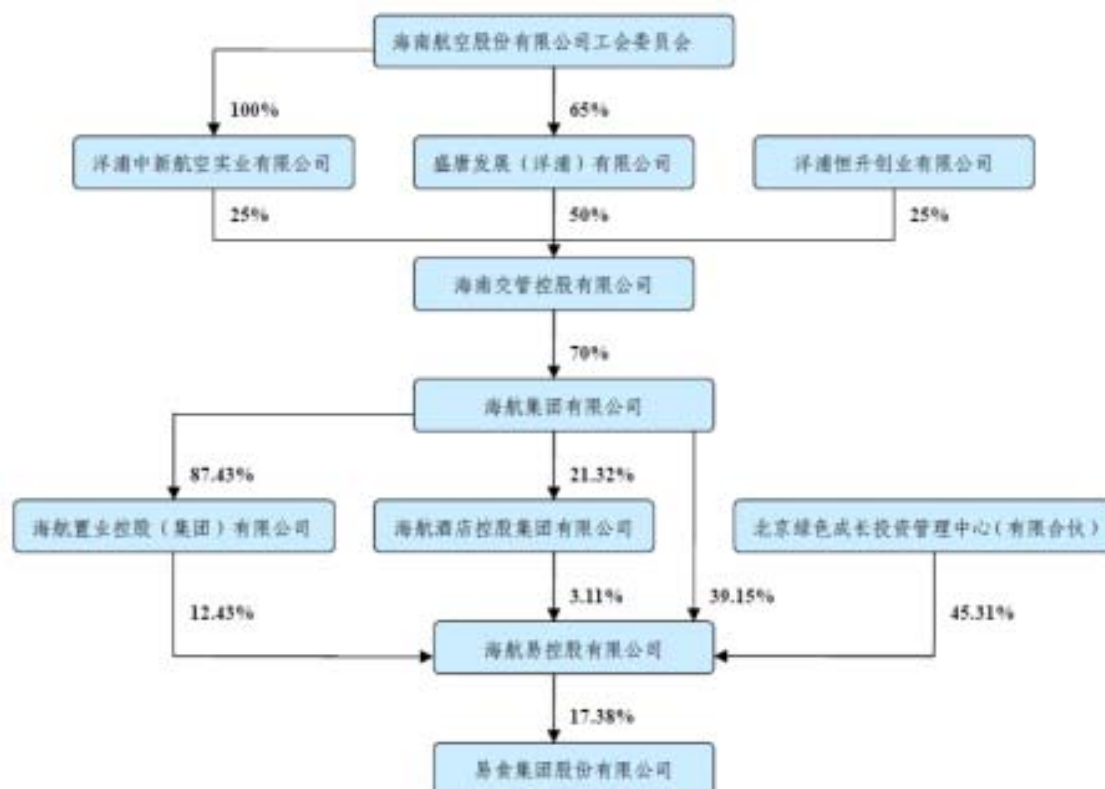 海南航空股份有限公司工会委员会
100%
65%
洋浦中新航空实业有限公司
盛唐发展（洋浦）有限公司
洋浦恒升创业有限公司
25%
50%
25%
海南交管控股有限公司
70%
海航集团有限公司
87.43%
21.32%
海航置业控股（集团）有限公司
海航酒店控股集团有限公司
北京绿色成长投资管理中心（有限合伙）
12.43%
3.11%
39.15%
45.31%
海航易控股有限公司
17.38%
易食集团股份有限公司